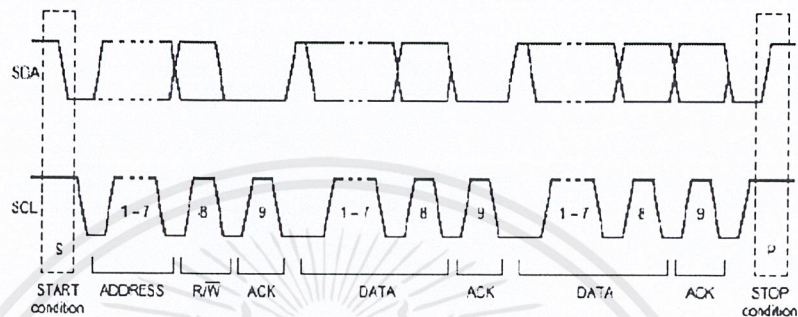 SDA
SCL
1 – 7 8 9 1 – 7 8 9 1 – 7 8 9
S P
START condition ADDRESS R/W̅ ACK DATA ACK DATA ACK STOP condition